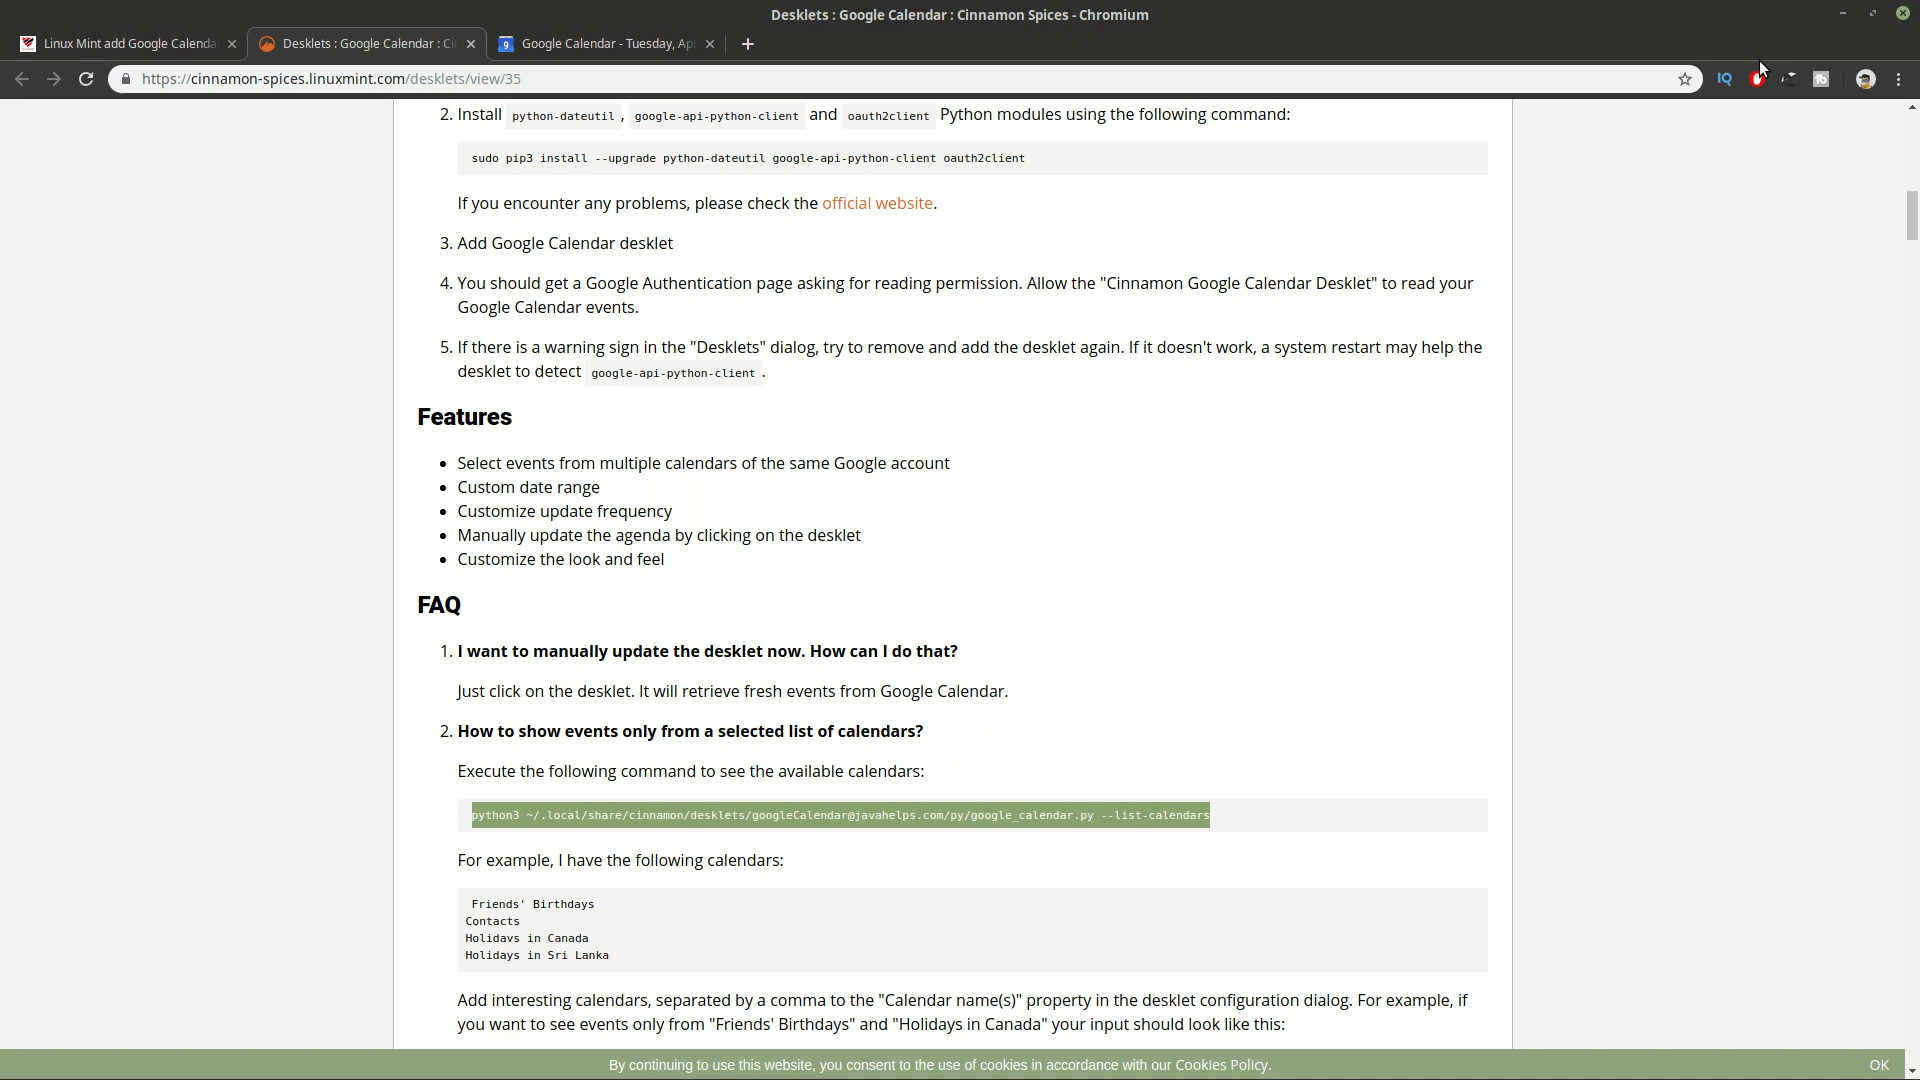 Desklets : Google Calendar : Cinnamon Spices - Chromium
Linux Mint add Google Calenda
Desklets : Google Calendar : Ci
9 Google Calendar - Tuesday, Ap
https://cinnamon-spices.linuxmint.com/desklets/view/35
IQ
tb
2. Install python-dateutil , google-api-python-client and oauth2client Python modules using the following command:
sudo pip3 install --upgrade python-dateutil google-api-python-client oauth2client
If you encounter any problems, please check the official website.
3. Add Google Calendar desklet
4. You should get a Google Authentication page asking for reading permission. Allow the "Cinnamon Google Calendar Desklet" to read your
Google Calendar events.
5. If there is a warning sign in the "Desklets" dialog, try to remove and add the desklet again. If it doesn't work, a system restart may help the
desklet to detect google-api-python-client .
Features
• Select events from multiple calendars of the same Google account
• Custom date range
• Customize update frequency
• Manually update the agenda by clicking on the desklet
• Customize the look and feel
FAQ
1. I want to manually update the desklet now. How can I do that?
Just click on the desklet. It will retrieve fresh events from Google Calendar.
2. How to show events only from a selected list of calendars?
Execute the following command to see the available calendars:
python3 ~/.local/share/cinnamon/desklets/googleCalendar@javahelps.com/py/google_calendar.py --list-calendars
For example, I have the following calendars:
Friends' Birthdays
Contacts
Holidays in Canada
Holidays in Sri Lanka
Add interesting calendars, separated by a comma to the "Calendar name(s)" property in the desklet configuration dialog. For example, if
you want to see events only from "Friends' Birthdays" and "Holidays in Canada" your input should look like this:
By continuing to use this website, you consent to the use of cookies in accordance with our Cookies Policy.
OK